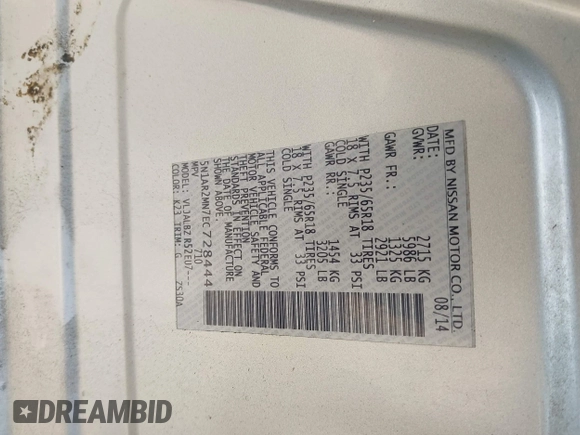 MFD BY NISSAN MOTOR CO., LTD.
DATE: 08/14
GVWR: 2715 KG
5986 LB
GAWR FR.: 1325 KG
2921 LB
WITH P235/65R18 TIRES
18 X 7.5 RIMS AT 33 PSI
COLD SINGLE
GAWR RR.: 1454 KG
3205 LB
WITH P235/65R18 TIRES
18 X 7.5 RIMS AT 33 PSI
COLD SINGLE
THIS VEHICLE CONFORMS TO
ALL APPLICABLE FEDERAL
MOTOR VEHICLE SAFETY AND
THEFT PREVENTION
STANDARDS IN EFFECT ON
THE DATE OF MANUFACTURE
SHOWN ABOVE.
5N1AR2MN7EC728444
MPV 710
MODEL: VLJALBZ R52EU7---
COLOR: K23 TRIM: G ZS30A
DREAMBID